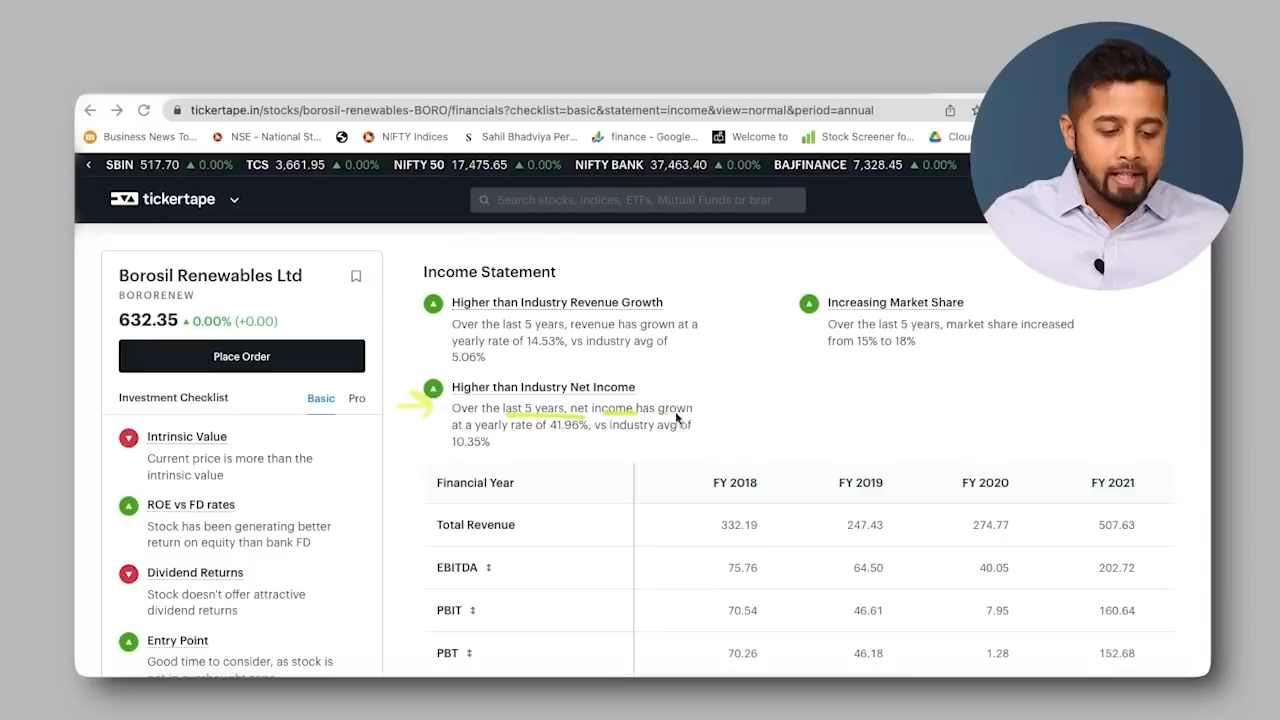 tickertape.in/stocks/borosil-renewables-BORO/financials?checklist=basic&statement=income&view=normal&period=annual
Business News To... NSE - National St... NIFTY Indices S Sahil Bhadviya Per... finance - Google... Welcome to Stock Screener fo... Clou
SBIN 517.70 0.00% TCS 3,661.95 0.00% NIFTY 50 17,475.65 0.00% NIFTY BANK 37,463.40 0.00% BAJFINANCE 7,328.45 0.00%
tickertape
Search stocks, indices, ETFs, Mutual Funds or brar
Borosil Renewables Ltd
BORORENEW
632.35 0.00% (+0.00)
Place Order
Investment Checklist Basic Pro
Intrinsic Value
Current price is more than the
intrinsic value
ROE vs FD rates
Stock has been generating better
return on equity than bank FD
Dividend Returns
Stock doesn't offer attractive
dividend returns
Entry Point
Good time to consider, as stock is
not in overbought zone
Income Statement
Higher than Industry Revenue Growth
Over the last 5 years, revenue has grown at a
yearly rate of 14.53%, vs industry avg of
5.06%
Increasing Market Share
Over the last 5 years, market share increased
from 15% to 18%
Higher than Industry Net Income
Over the last 5 years, net income has grown
at a yearly rate of 41.96%, vs industry avg of
10.35%
Financial Year FY 2018 FY 2019 FY 2020 FY 2021
Total Revenue 332.19 247.43 274.77 507.63
EBITDA 75.76 64.50 40.05 202.72
PBIT 70.54 46.61 7.95 160.64
PBT 70.26 46.18 1.28 152.68